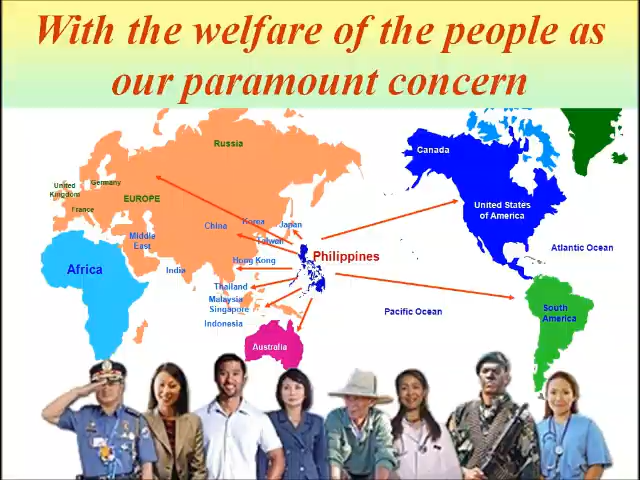 With the welfare of the people as
our paramount concern
Russia
Canada
United
Kingdom
Germany
EUROPE
France
United States
of America
China
Korea
Japan
Taiwan
Middle
East
Atlantic Ocean
Africa
India
Hong Kong
Philippines
Thailand
Malaysia
Singapore
Indonesia
Pacific Ocean
South
America
Australia